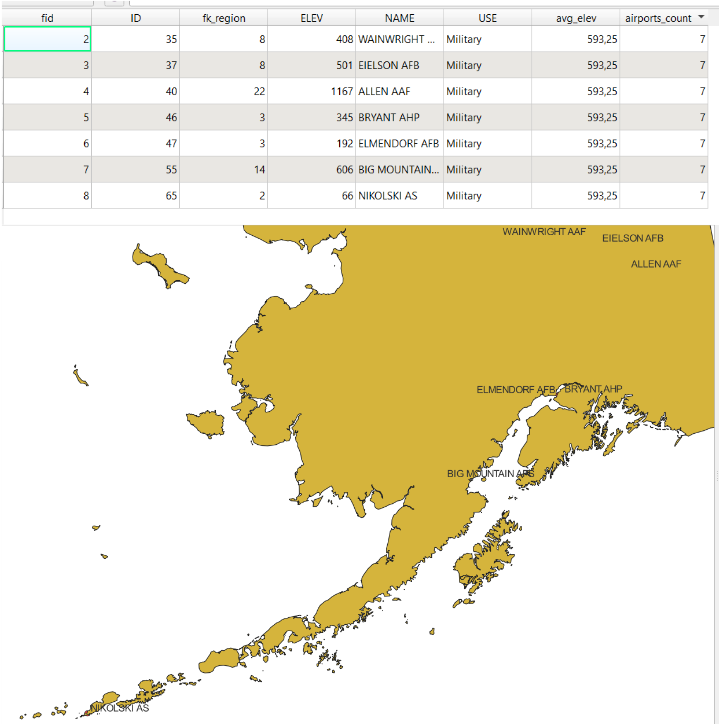 fid ID fk_region ELEV NAME USE avg_elev airports_count
2 35 8 408 WAINWRIGHT ... Military 593,25 7
3 37 8 501 EIELSON AFB Military 593,25 7
4 40 22 1167 ALLEN AAF Military 593,25 7
5 46 3 345 BRYANT AHP Military 593,25 7
6 47 3 192 ELMENDORF AFB Military 593,25 7
7 55 14 606 BIG MOUNTAIN... Military 593,25 7
8 65 2 66 NIKOLSKI AS Military 593,25 7
WAINWRIGHT AAF
EIELSON AFB
ALLEN AAF
ELMENDORF AFB BRYANT AHP
BIG MOUNTAIN AFS
NIKOLSKI AS